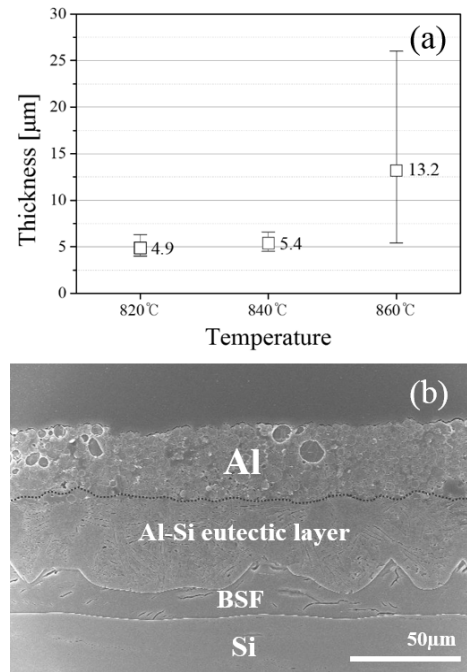 (a)
Thickness [μm]
30
25
20
15
10
5
0
4.9
5.4
13.2
820℃
840℃
860℃
Temperature
(b)
Al
Al-Si eutectic layer
BSF
Si
50μm